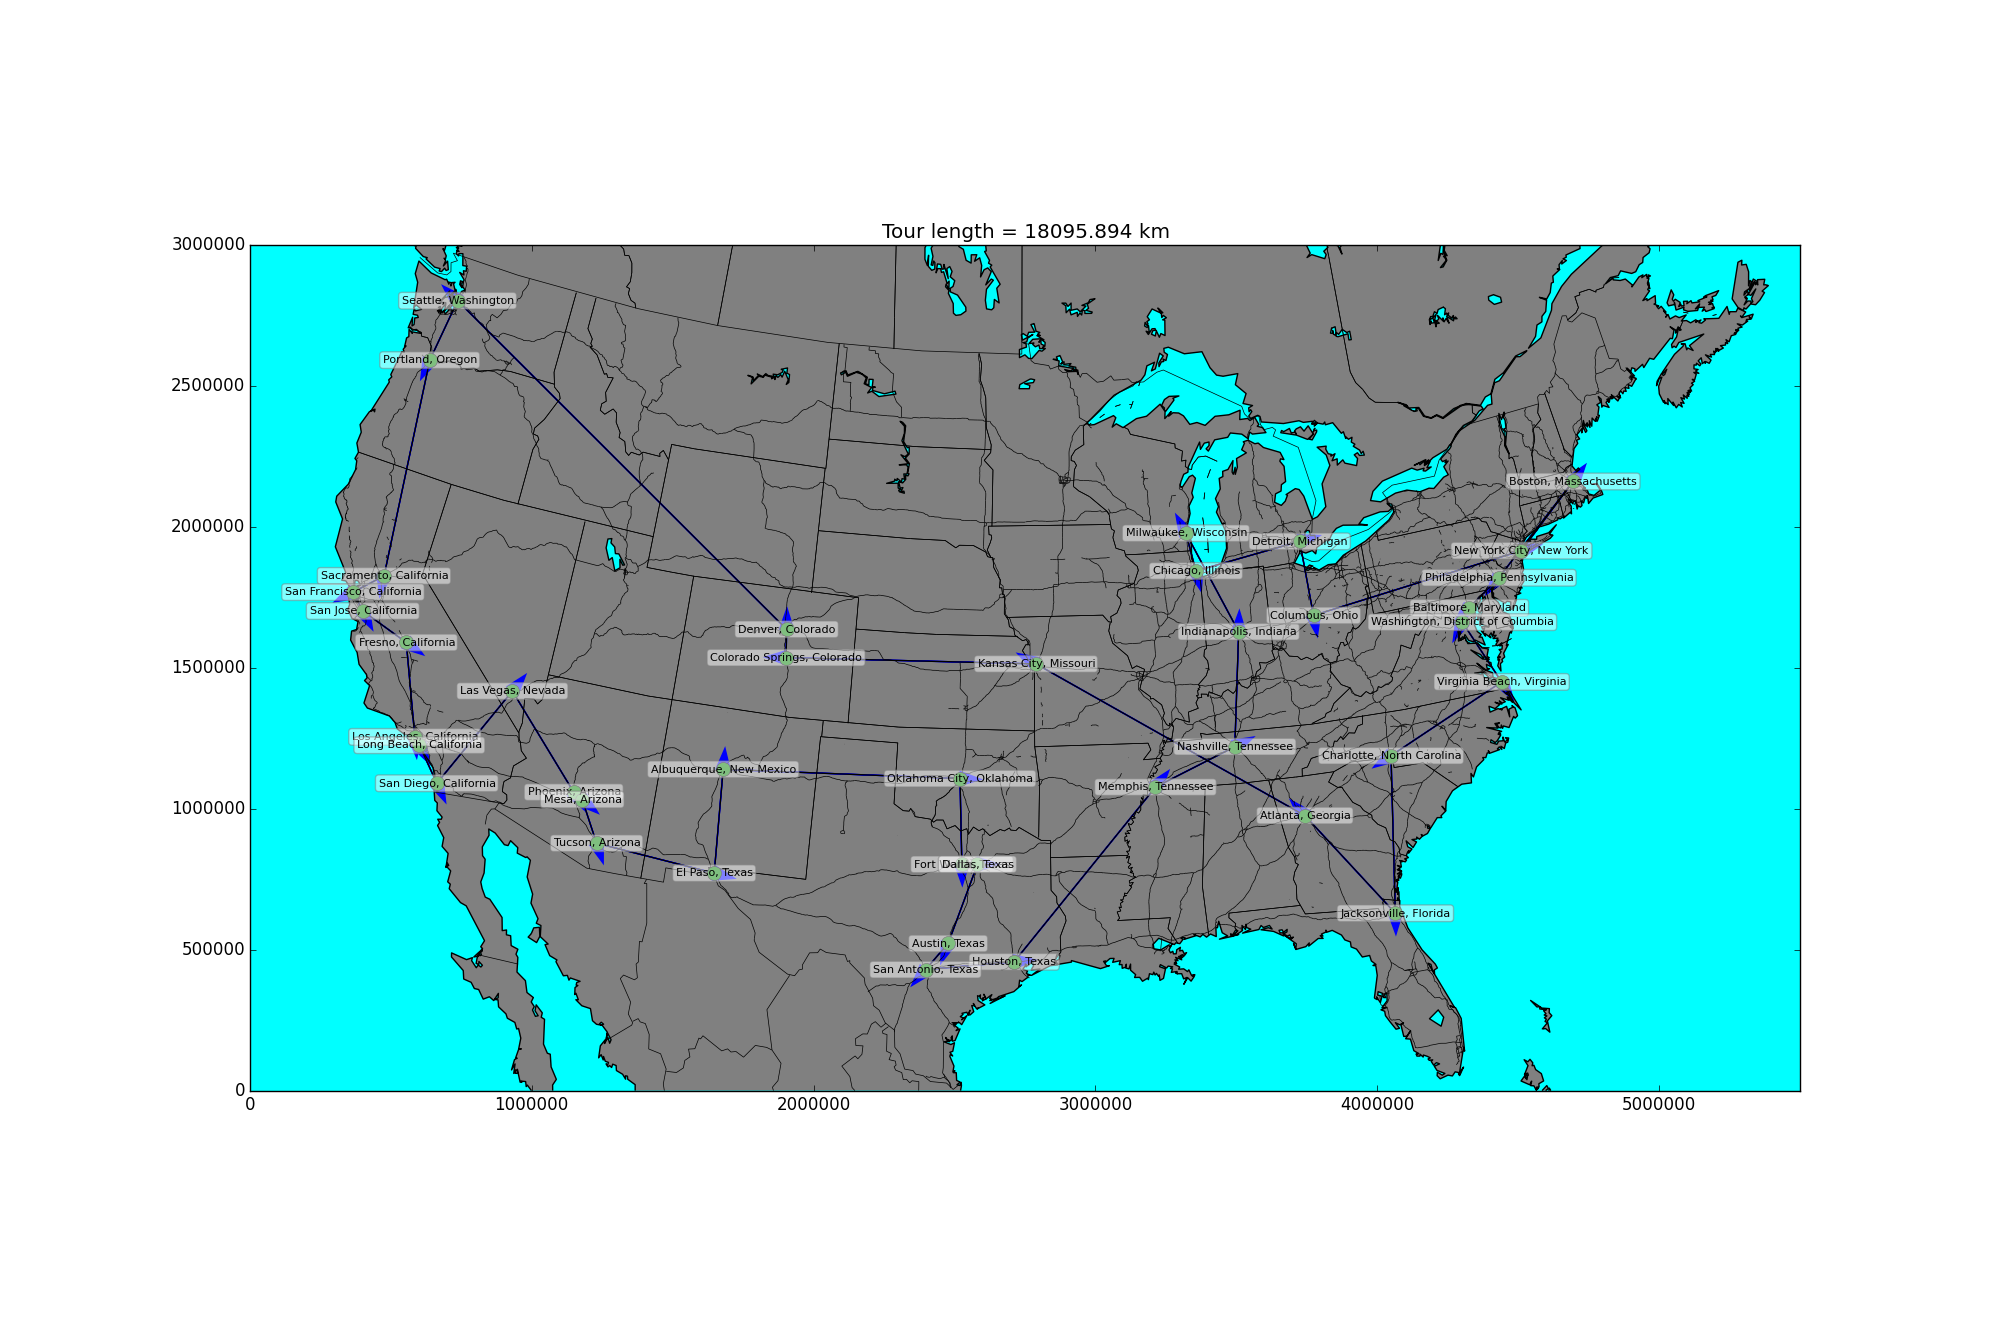 Tour length = 18095.894 km
3000000
Seattle, Washington
Portland, Oregon
2500000
Boston, Massachusetts
2000000
Milwaukee, Wisconsin
Detroit, Michigan
New York City, New York
Chicago, Illinois
Sacramento, California
Philadelphia, Pennsylvania
San Francisco, California
San Jose, California
Baltimore, Maryland
Columbus, Ohio
Washington, District of Columbia
Denver, Colorado
Indianapolis, Indiana
Fresno, California
Colorado Springs, Colorado
Kansas City, Missouri
1500000
Virginia Beach, Virginia
Las Vegas, Nevada
Los Angeles, California
Long Beach, California
Nashville, Tennessee
Charlotte, North Carolina
Albuquerque, New Mexico
Oklahoma City, Oklahoma
San Diego, California
Memphis, Tennessee
Phoenix, Arizona
Mesa, Arizona
1000000
Atlanta, Georgia
Tucson, Arizona
Fort
Dallas, Texas
El Paso, Texas
Jacksonville, Florida
Austin, Texas
500000
Houston, Texas
San Antonio, Texas
0
0
1000000
2000000
3000000
4000000
5000000